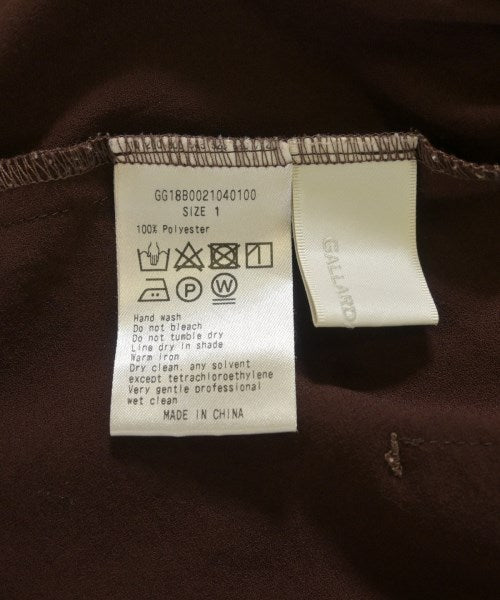 GG18B0021040100
SIZE 1
100% Polyester
P
W
Hand wash
Do not bleach
Do not tumble dry
Line dry in shade
Warm iron
Dry clean, any solvent
except tetrachloroethylene
Very gentle professional
wet clean
MADE IN CHINA
GALLARD